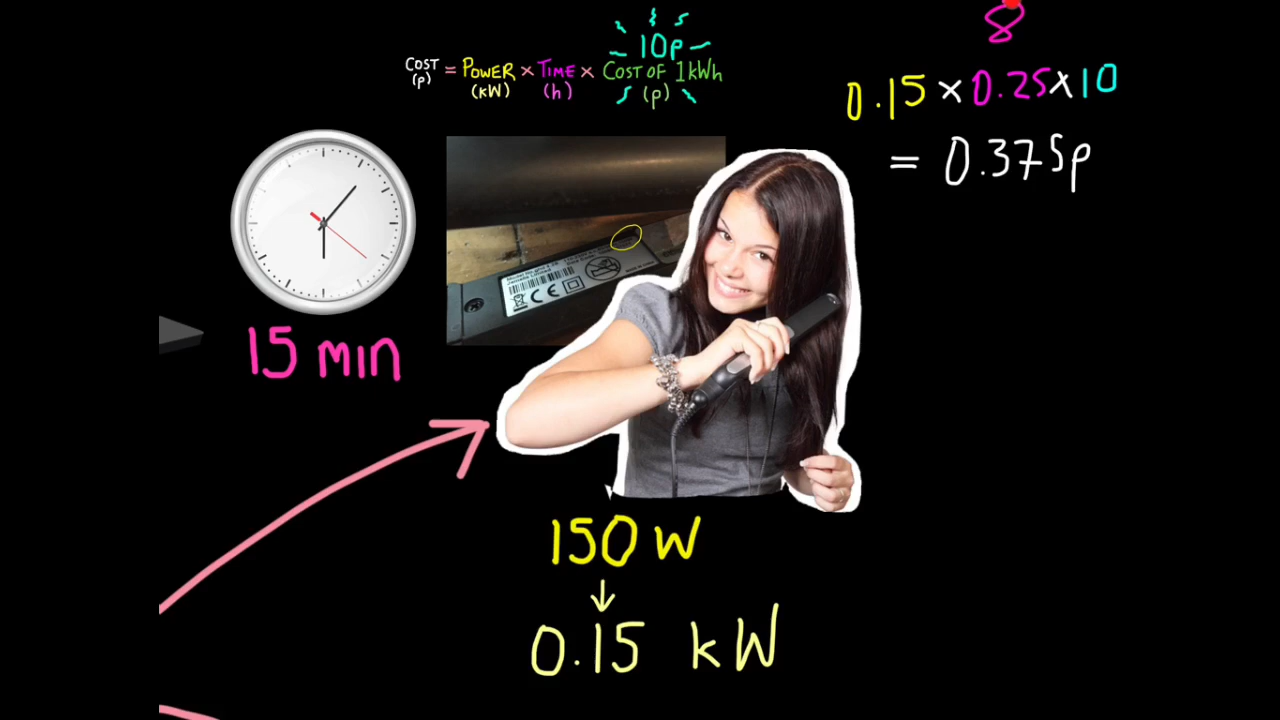 8
10p
COST = POWER × TIME × COST OF 1kWh
(p) (kW) (h) (p)
0.15 × 0.25 × 10
= 0.375p
15 min
150 W
0.15 kW